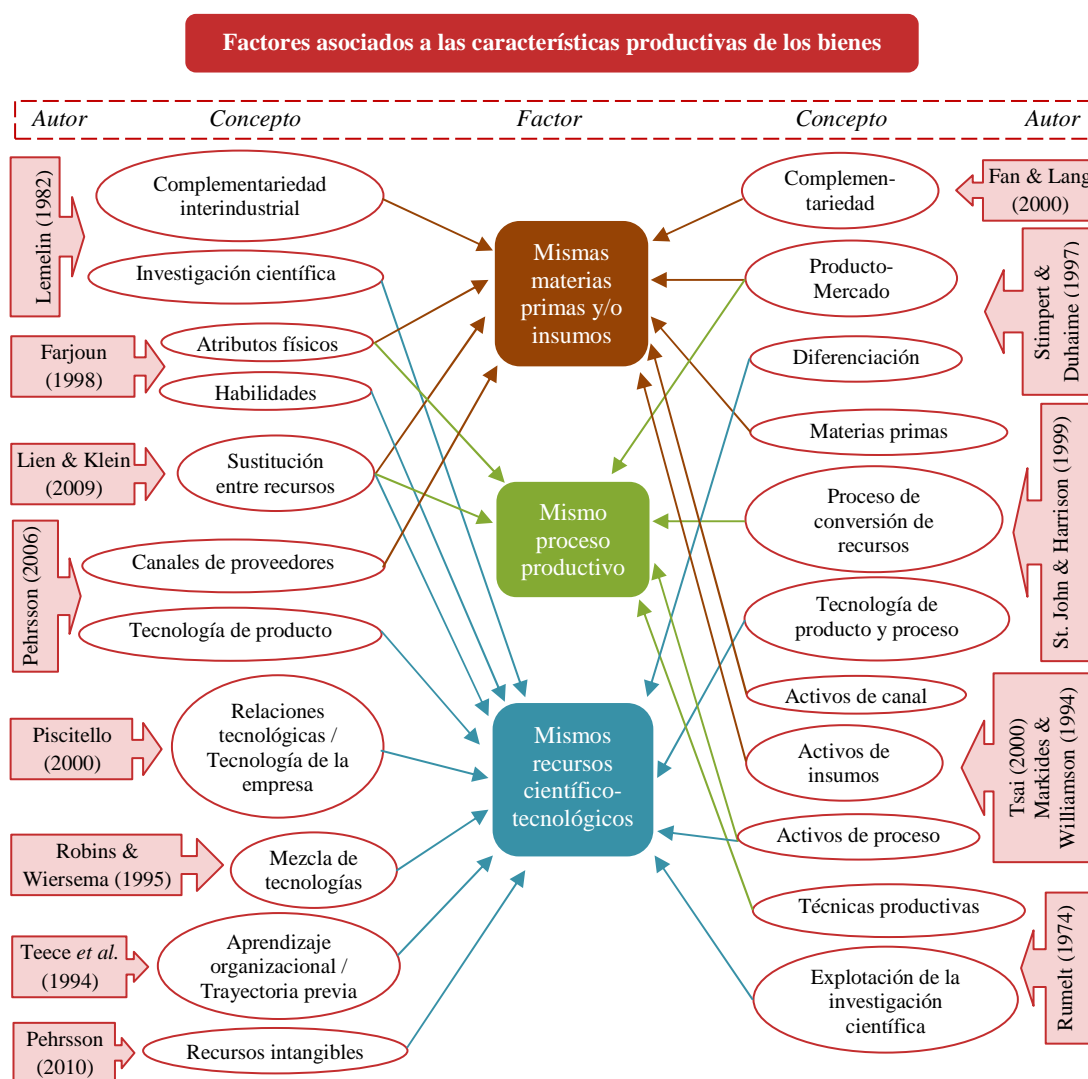 Factores asociados a las características productivas de los bienes
Autor
Concepto
Factor
Concepto
Autor
Lemelin (1982)
Complementariedad
interindustrial
Investigación científica
Farjoun
(1998)
Atributos físicos
Habilidades
Lien & Klein
(2009)
Sustitución
entre recursos
Pehrsson (2006)
Canales de proveedores
Tecnología de producto
Piscitello
(2000)
Relaciones
tecnológicas /
Tecnología de la
empresa
Robins &
Wiersema (1995)
Mezcla de
tecnologías
Teece et al.
(1994)
Aprendizaje
organizacional /
Trayectoria previa
Pehrsson
(2010)
Recursos intangibles
Mismas
materias
primas y/o
insumos
Mismo
proceso
productivo
Mismos
recursos
científico-
tecnológicos
Complemen-
tariedad
Fan & Lang
(2000)
Producto-
Mercado
Diferenciación
Stimpert &
Duhaime (1997)
Materias primas
Proceso de
conversión de
recursos
Tecnología de
producto y proceso
St. John & Harrison (1999)
Activos de canal
Activos de
insumos
Activos de proceso
Tsai (2000)
Markides &
Williamson (1994)
Técnicas productivas
Explotación de la
investigación
científica
Rumelt (1974)